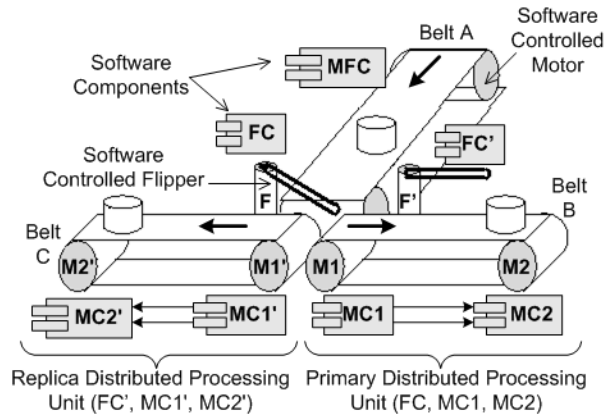 Software
Controlled
Motor
Belt A
Software
Components
MFC
FC
FC'
Software
Controlled Flipper
F
F'
Belt
B
Belt
C
M2'
M1'
M1
M2
MC2'
MC1'
MC1
MC2
Replica Distributed Processing
Unit (FC', MC1', MC2')
Primary Distributed Processing
Unit (FC, MC1, MC2)